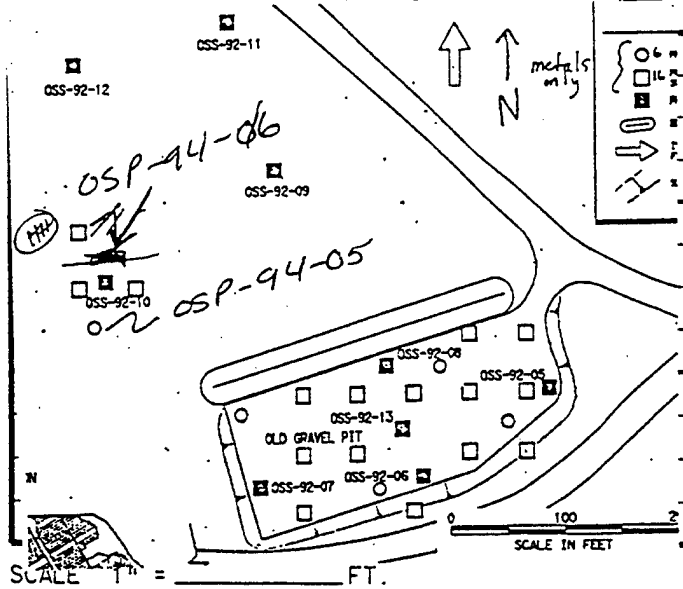 OSS-92-11
OSS-92-12
metals
only
N
6
16
OSP-94-06
OSS-92-09
OSP-94-05
OSS-92-10
OSS-92-08
OSS-92-05
OSS-92-13
OLD GRAVEL PIT
OSS-92-07
OSS-92-06
N
0 100
SCALE IN FEET
SCALE 1" = FT.